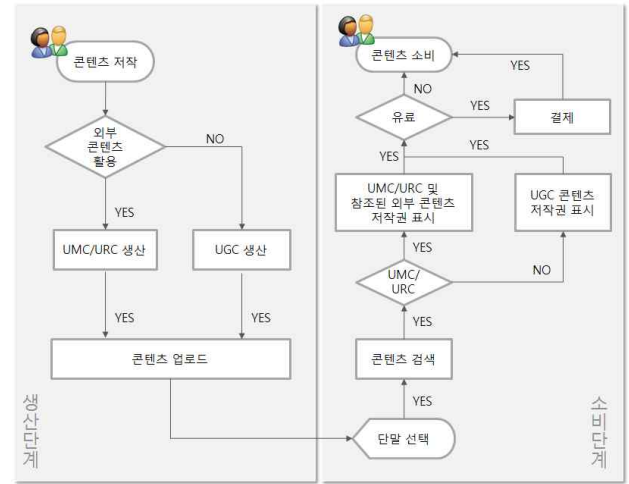 콘텐츠 저작
외부
콘텐츠
활용
NO
YES
UMC/URC 생산
UGC 생산
YES
YES
콘텐츠 업로드
생산단계
콘텐츠 소비
YES
NO
유료
YES
결제
YES
YES
UMC/URC 및
참조된 외부 콘텐츠
저작권 표시
UGC 콘텐츠
저작권 표시
YES
UMC/
URC
NO
YES
콘텐츠 검색
YES
단말 선택
소비단계